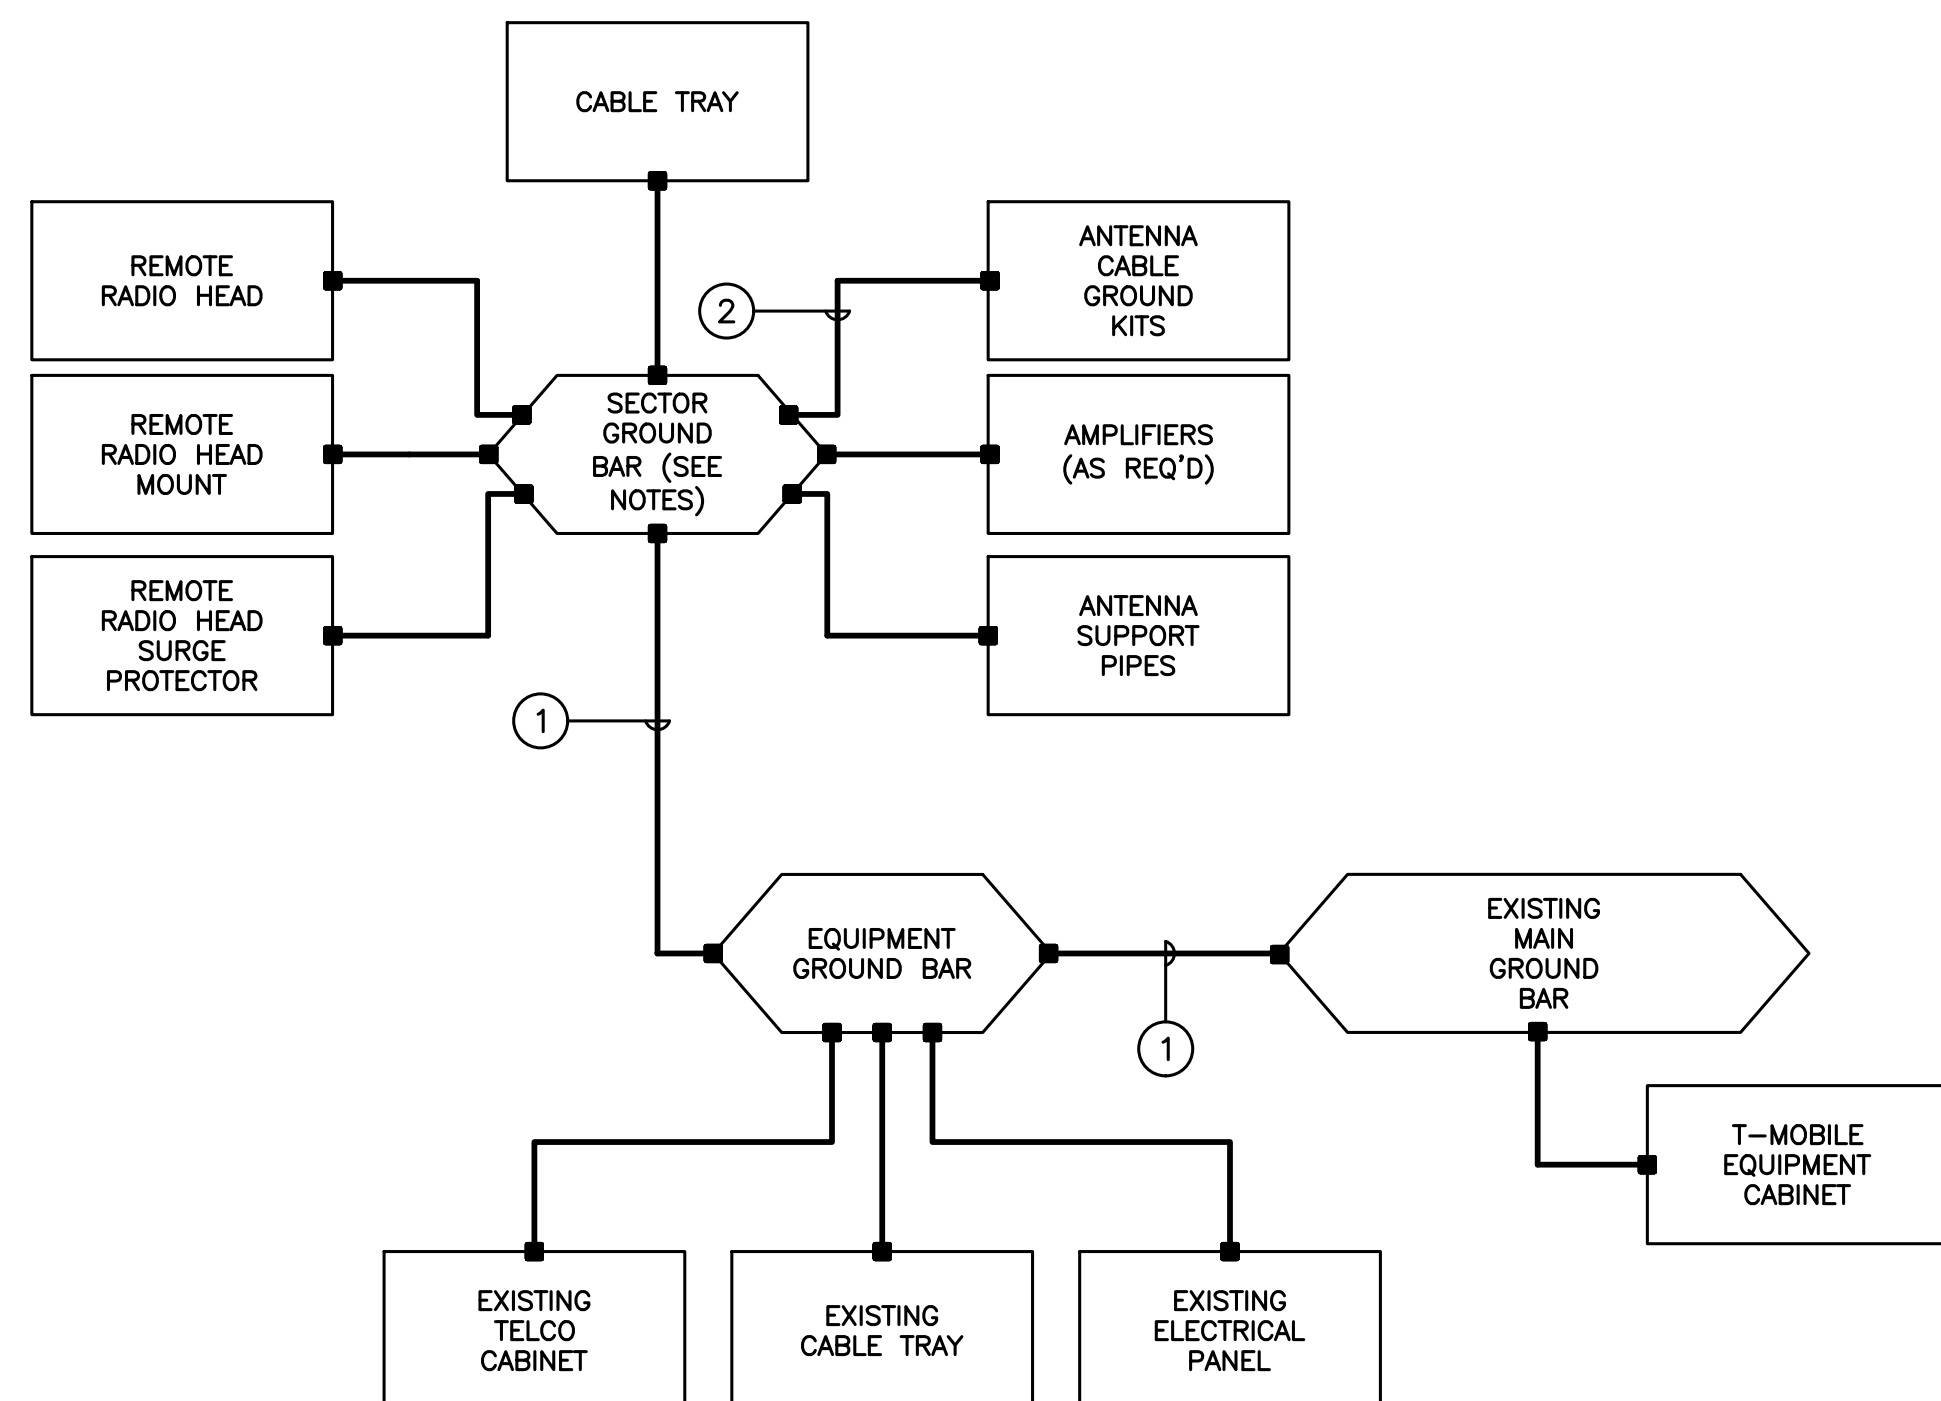 CABLE TRAY
REMOTE
RADIO HEAD
ANTENNA
CABLE
GROUND
KITS
2
REMOTE
RADIO HEAD
MOUNT
SECTOR
GROUND
BAR (SEE
NOTES)
AMPLIFIERS
(AS REQ'D)
REMOTE
RADIO HEAD
SURGE
PROTECTOR
ANTENNA
SUPPORT
PIPES
1
EQUIPMENT
GROUND BAR
EXISTING
MAIN
GROUND
BAR
1
T-MOBILE
EQUIPMENT
CABINET
EXISTING
TELCO
CABINET
EXISTING
CABLE TRAY
EXISTING
ELECTRICAL
PANEL